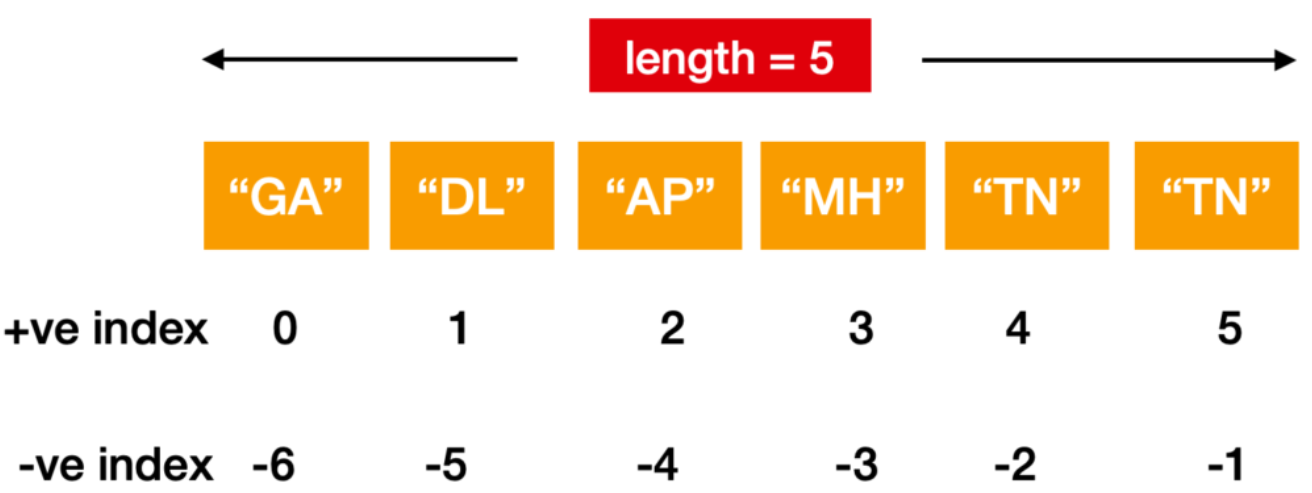 length = 5
“GA” “DL” “AP” “MH” “TN” “TN”
+ve index 0 1 2 3 4 5
-ve index -6 -5 -4 -3 -2 -1